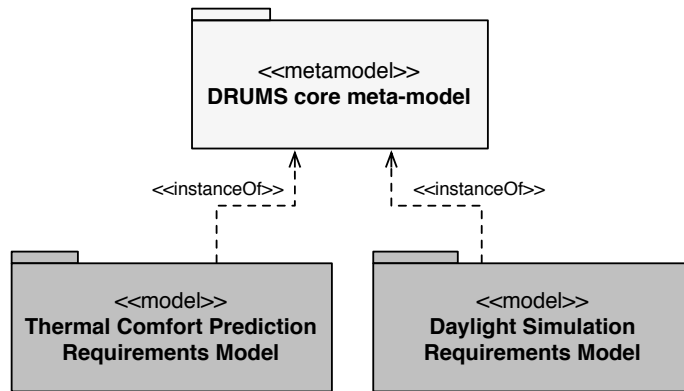 <<metamodel>>
DRUMS core meta-model
<<instanceOf>>
<<instanceOf>>
<<model>>
Thermal Comfort Prediction
Requirements Model
<<model>>
Daylight Simulation
Requirements Model